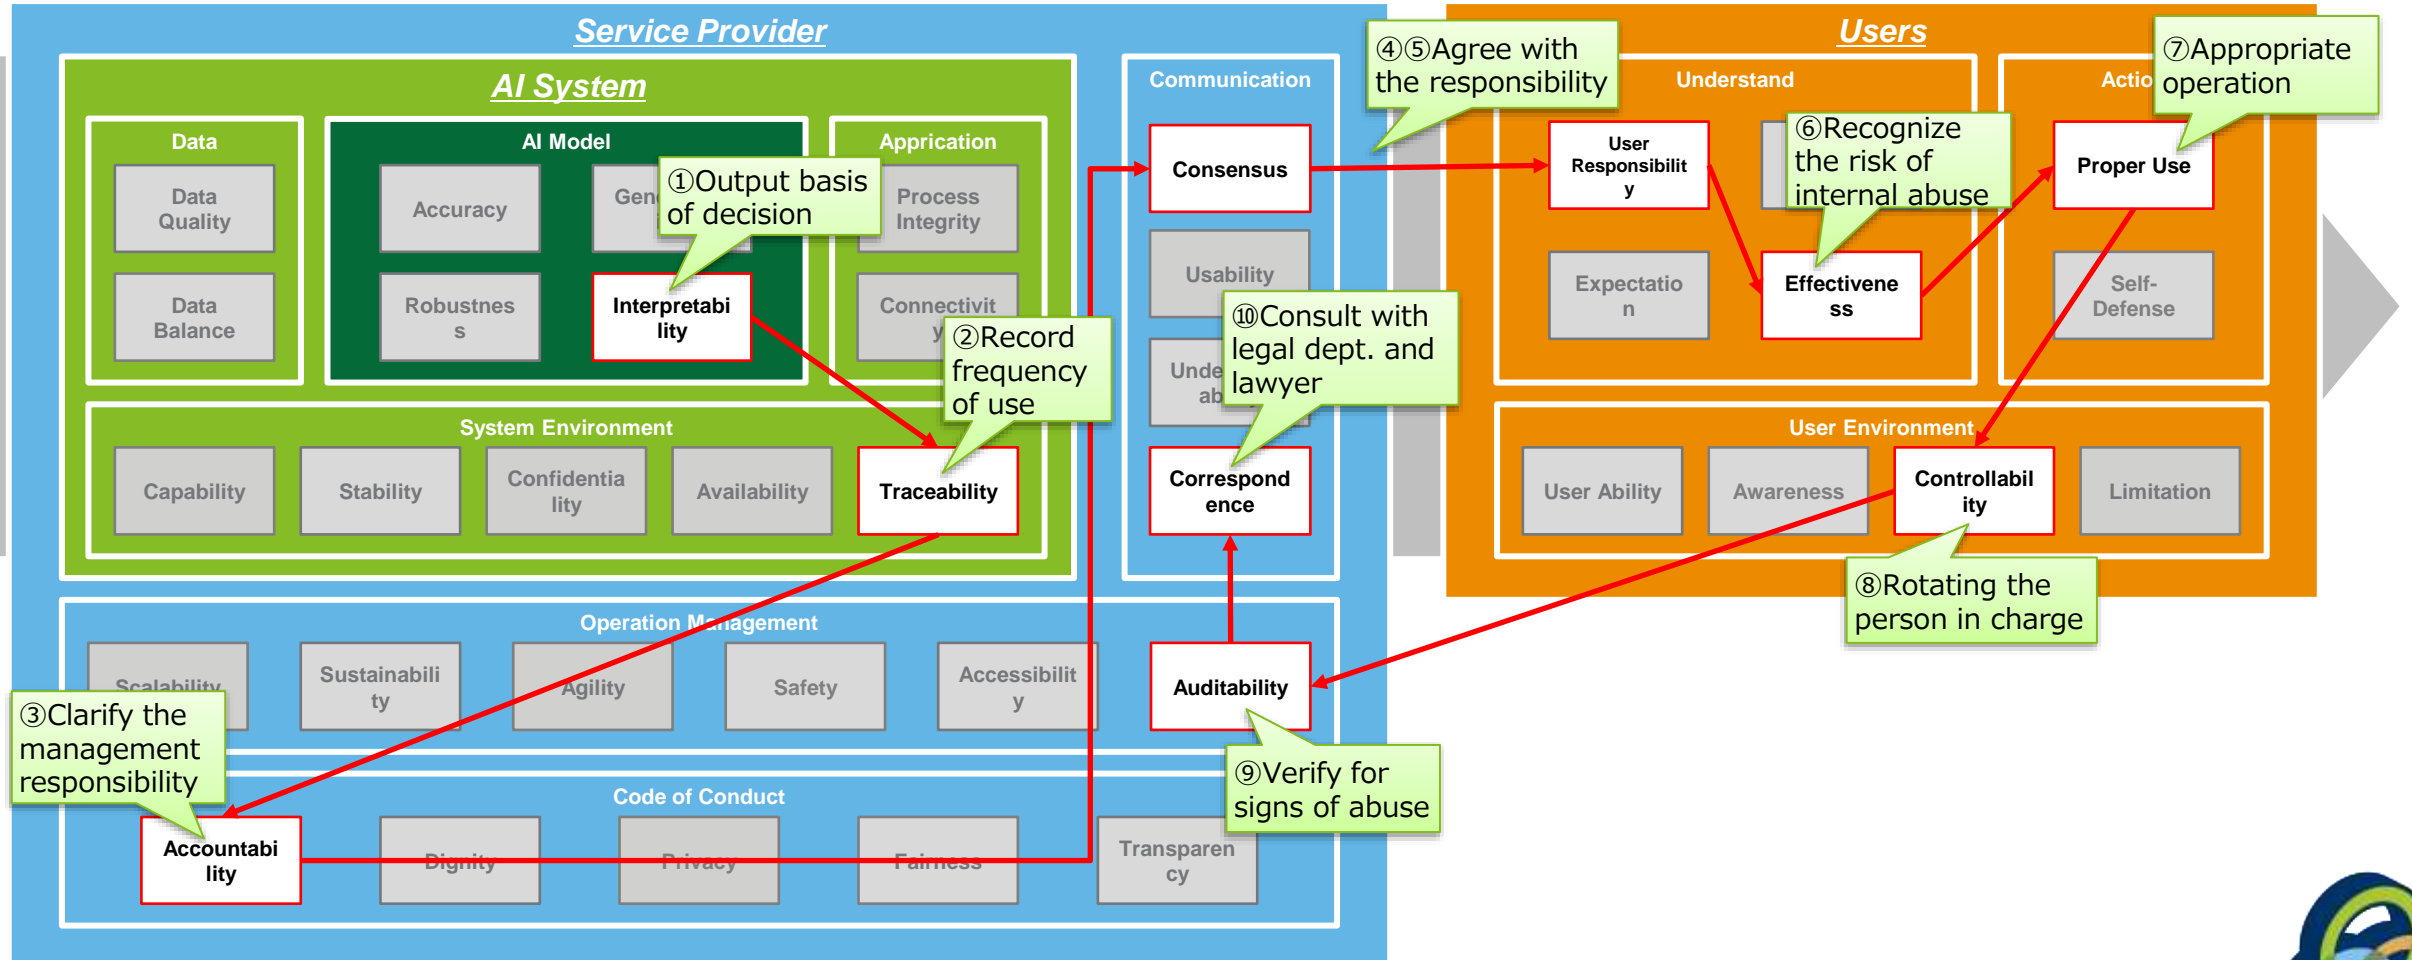 Service Provider
AI System
Data
Data
Quality
Data
Balance
AI Model
Accuracy
Gen
①Output basis
of decision
Robustnes
s
Interpretabi
lity
Apprication
Process
Integrity
Connectivit
y
②Record
frequency
of use
System Environment
Capability
Stability
Confidentia
lity
Availability
Traceability
Communication
Consensus
Usability
Unde
ab
⑩Consult with
legal dept. and
lawyer
Correspond
ence
Operation Management
Scalability
Sustainabili
ty
Agility
Safety
Accessibilit
y
Auditability
③Clarify the
management
responsibility
⑨Verify for
signs of abuse
Code of Conduct
Accountabi
lity
Dignity
Privacy
Fairness
Transparen
cy
④⑤Agree with
the responsibility
Users
Understand
User
Responsibilit
y
⑥Recognize
the risk of
internal abuse
Expectatio
n
Effectivene
ss
Actio
⑦Appropriate
operation
Proper Use
Self-
Defense
User Environment
User Ability
Awareness
Controllabil
ity
Limitation
⑧Rotating the
person in charge